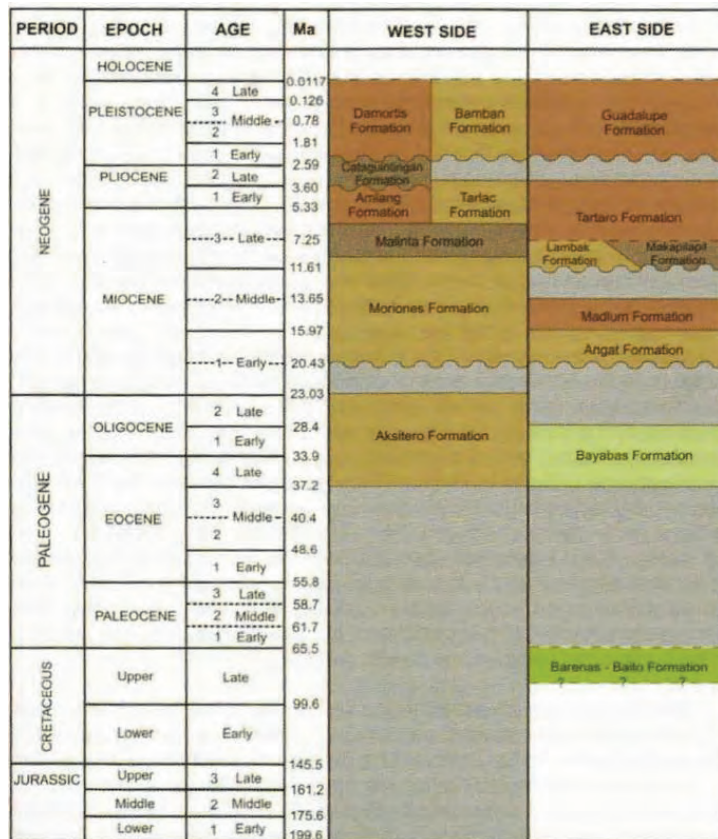 PERIOD EPOCH AGE Ma WEST SIDE EAST SIDE
HOLOCENE
0.0117
4 Late
0.126
PLEISTOCENE
3
Middle
0.78
2
1.81
1 Early
2.59
PLIOCENE
2 Late
3.60
1 Early
5.33
NEOGENE
3 Late
7.25
11.61
MIOCENE
2 Middle
13.65
15.97
1 Early
20.43
23.03
OLIGOCENE
2 Late
28.4
1 Early
33.9
4 Late
37.2
PALEOGENE
EOCENE
3
Middle
40.4
2
48.6
1 Early
55.8
PALEOCENE
3 Late
58.7
2 Middle
61.7
1 Early
65.5
CRETACEOUS
Upper Late
99.6
Lower Early
145.5
JURASSIC
Upper 3 Late
161.2
Middle 2 Middle
175.6
Lower 1 Early
199.6
Damortis
Formation
Bamban
Formation
Cataguintingan
Formation
Amlang
Formation
Tarlac
Formation
Malinta Formation
Moriones Formation
Aksitero Formation
Guadalupe
Formation
Tartaro Formation
Lambak
Formation
Makapilapil
Formation
Madlum Formation
Angat Formation
Bayabas Formation
Barenas - Baito Formation
? ? ?